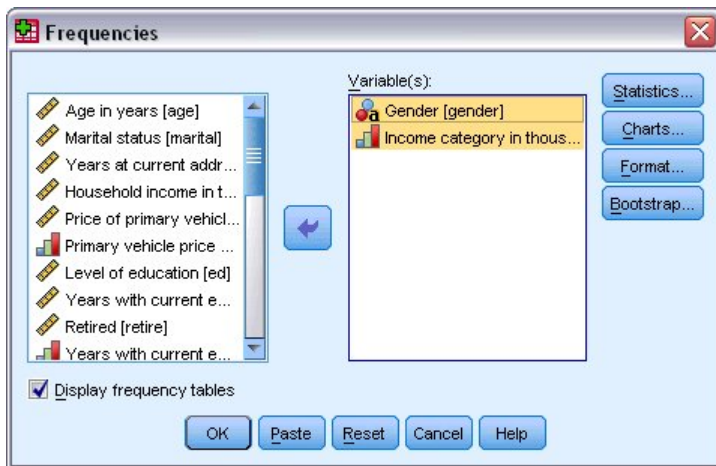 Frequencies
Age in years [age]
Marital status [marital]
Years at current addr...
Household income in t...
Price of primary vehicl...
Primary vehicle price ...
Level of education [ed]
Years with current e...
Retired [retire]
Years with current e...
Variable(s):
a Gender [gender]
Income category in thous...
Statistics...
Charts...
Format...
Bootstrap...
Display frequency tables
OK
Paste
Reset
Cancel
Help